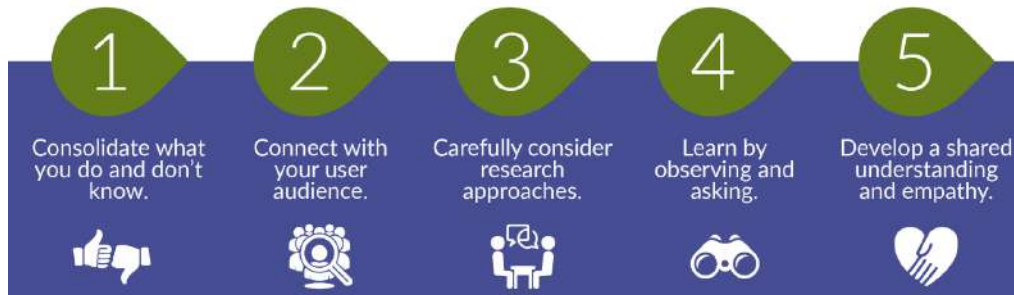 1
Consolidate what
you do and don't
know.
2
Connect with
your user
audience.
3
Carefully consider
research
approaches.
4
Learn by
observing and
asking.
5
Develop a shared
understanding
and empathy.